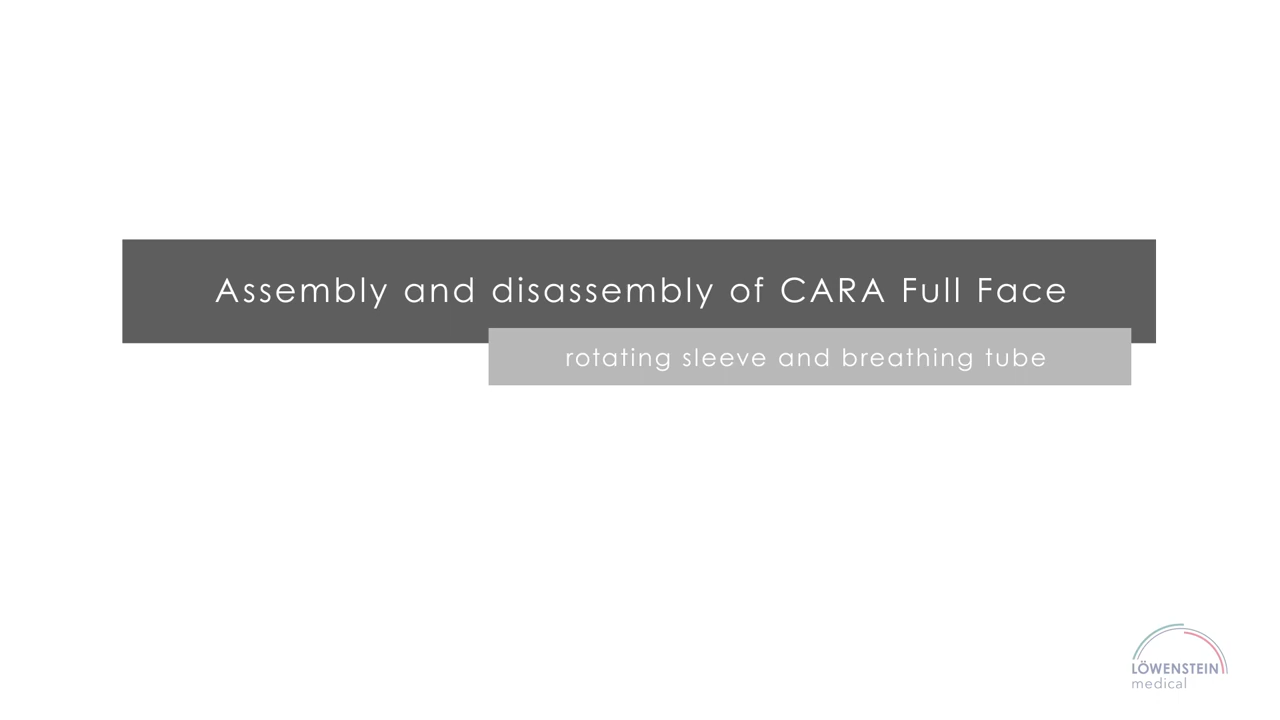 Assembly and disassembly of CARA Full Face
rotating sleeve and breathing tube
LÖWENSTEIN
medical